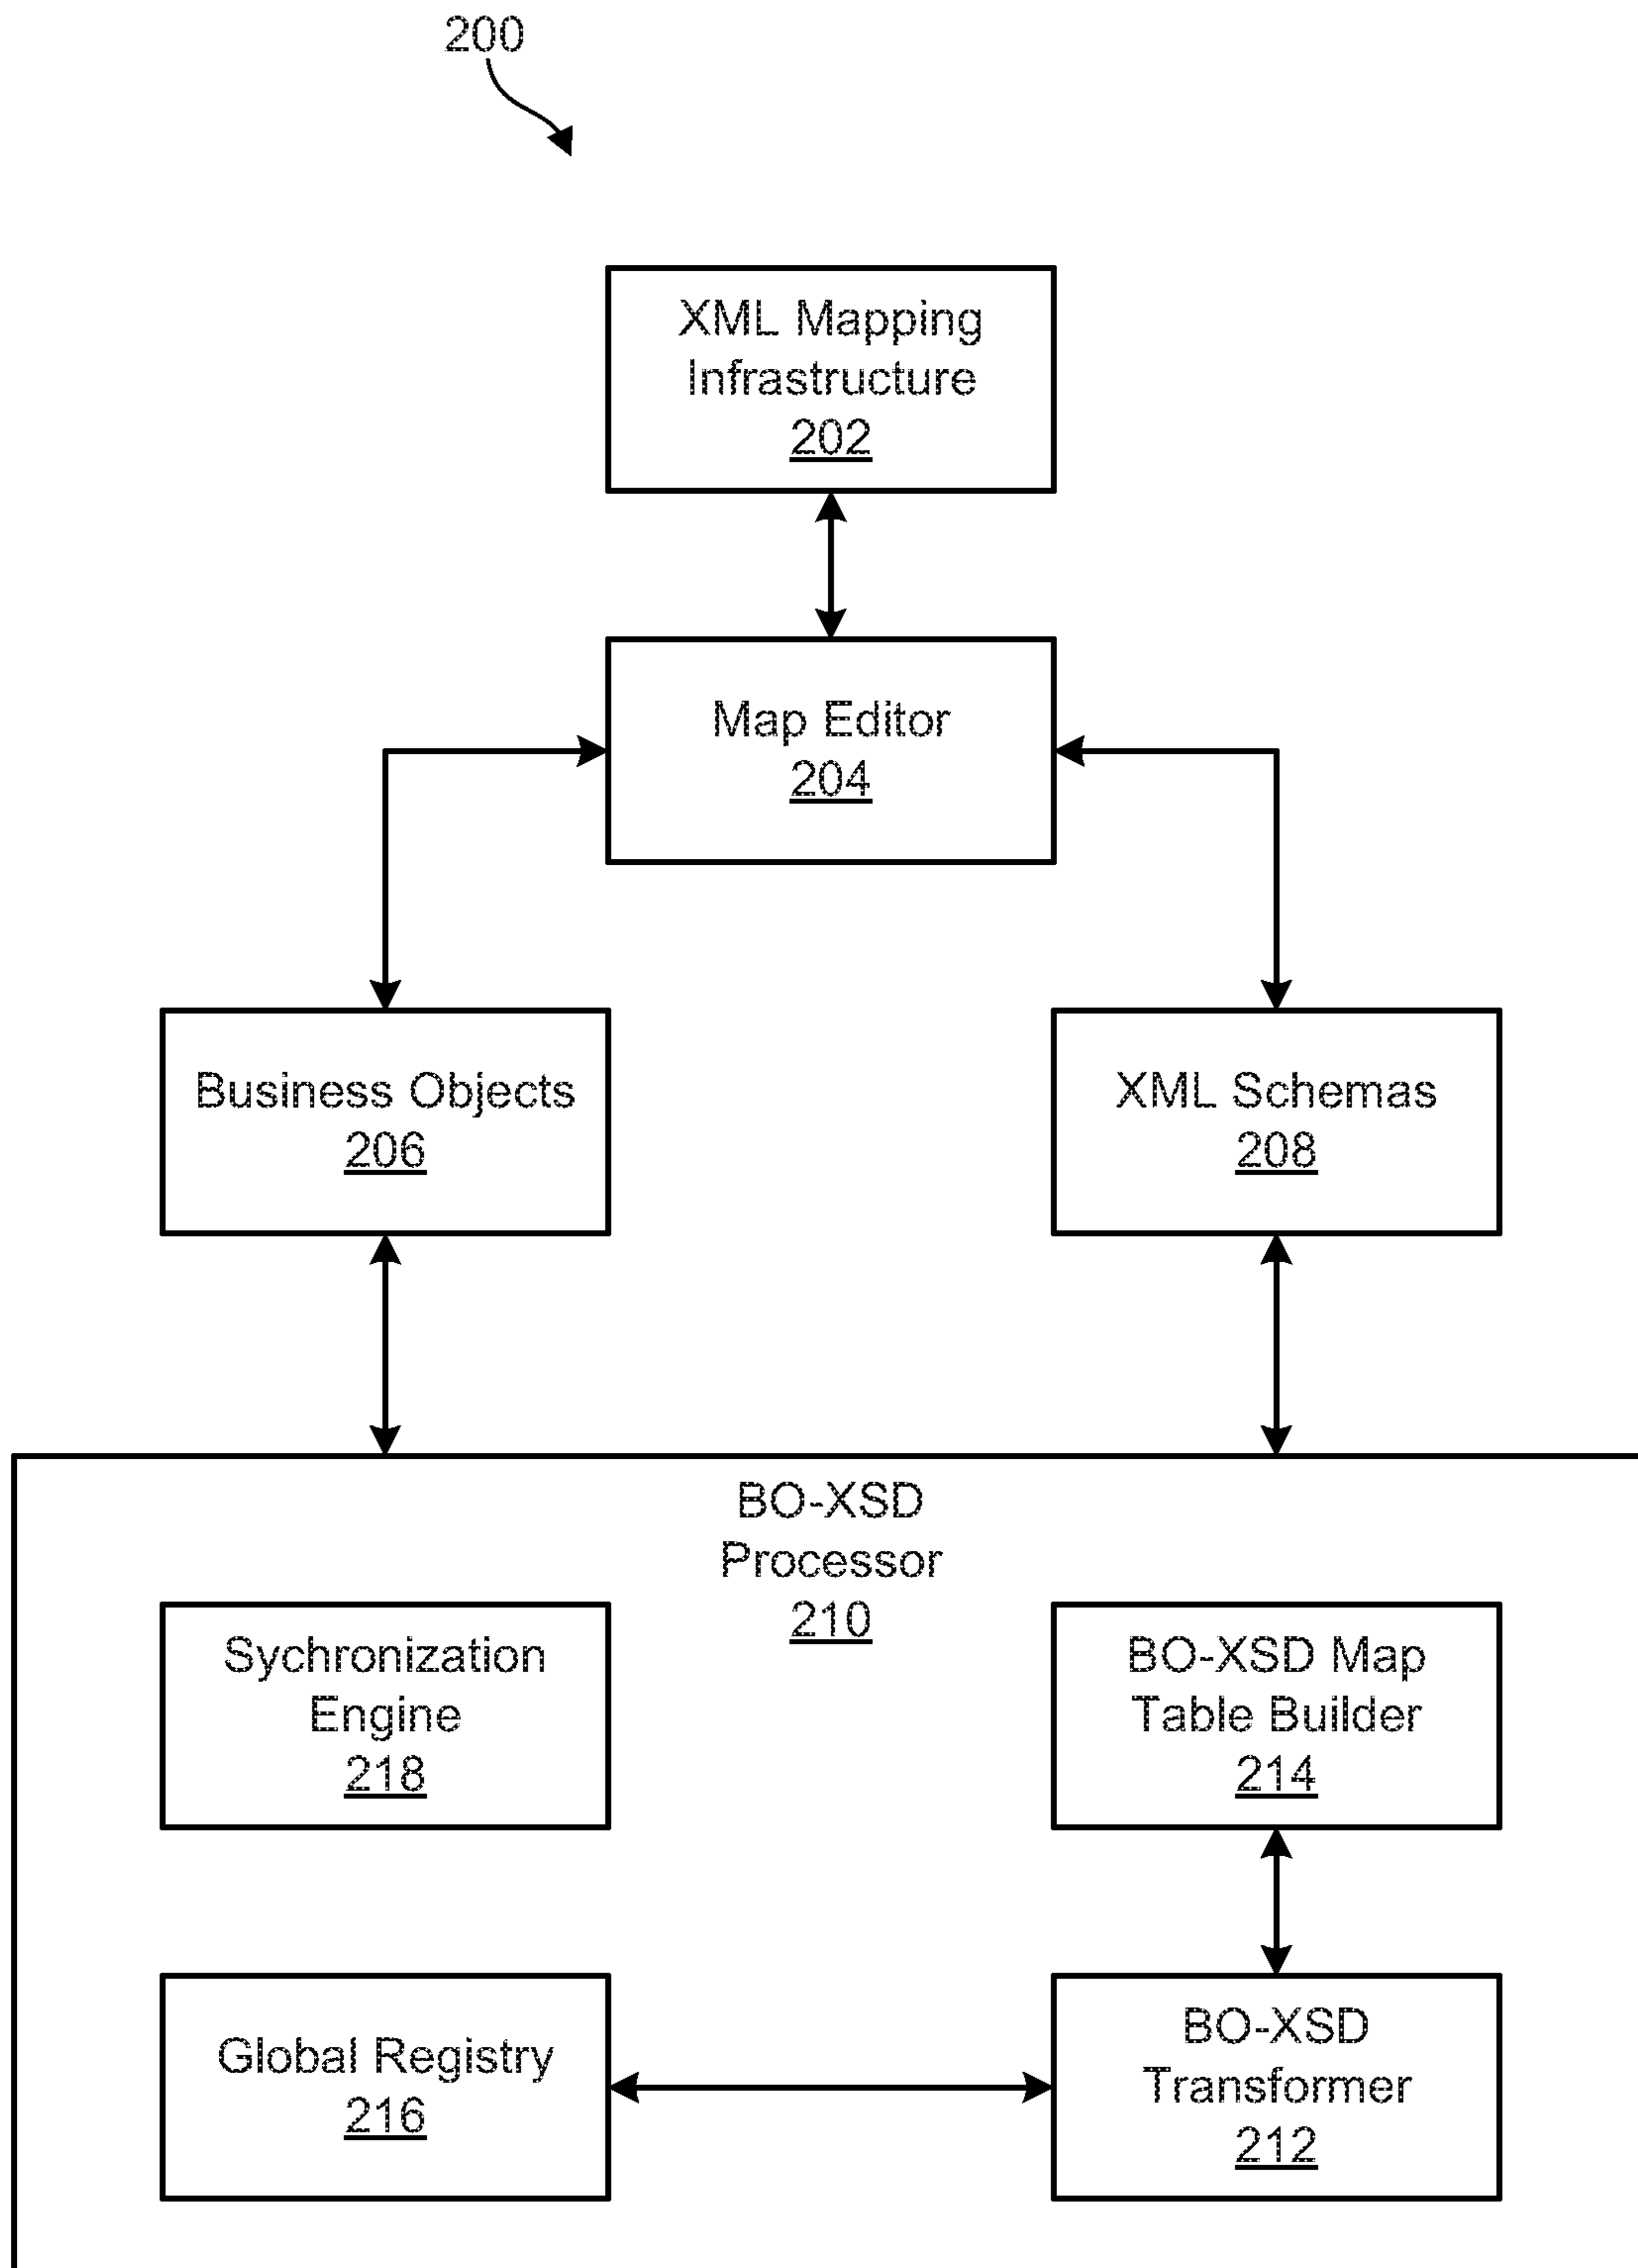 200
XML Mapping
Infrastructure
202
Map Editor
204
Business Objects
206
XML Schemas
208
BO-XSD
Processor
210
Sychronization
Engine
218
BO-XSD Map
Table Builder
214
Global Registry
216
BO-XSD
Transformer
212